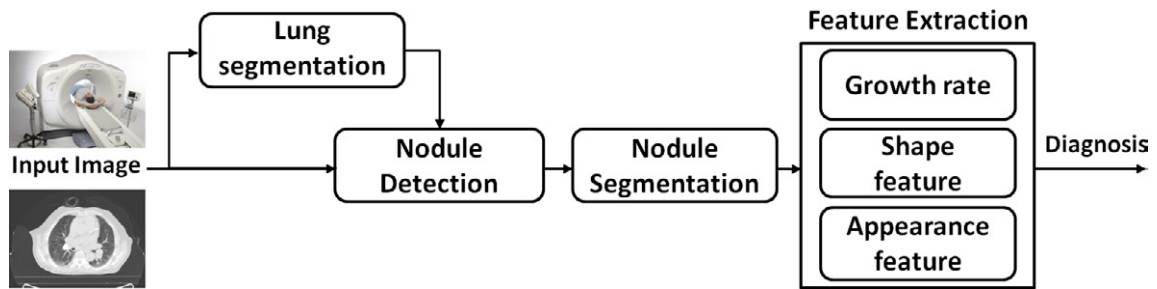 Input Image
Lung
segmentation
Nodule
Detection
Nodule
Segmentation
Feature Extraction
Growth rate
Shape
feature
Appearance
feature
Diagnosis